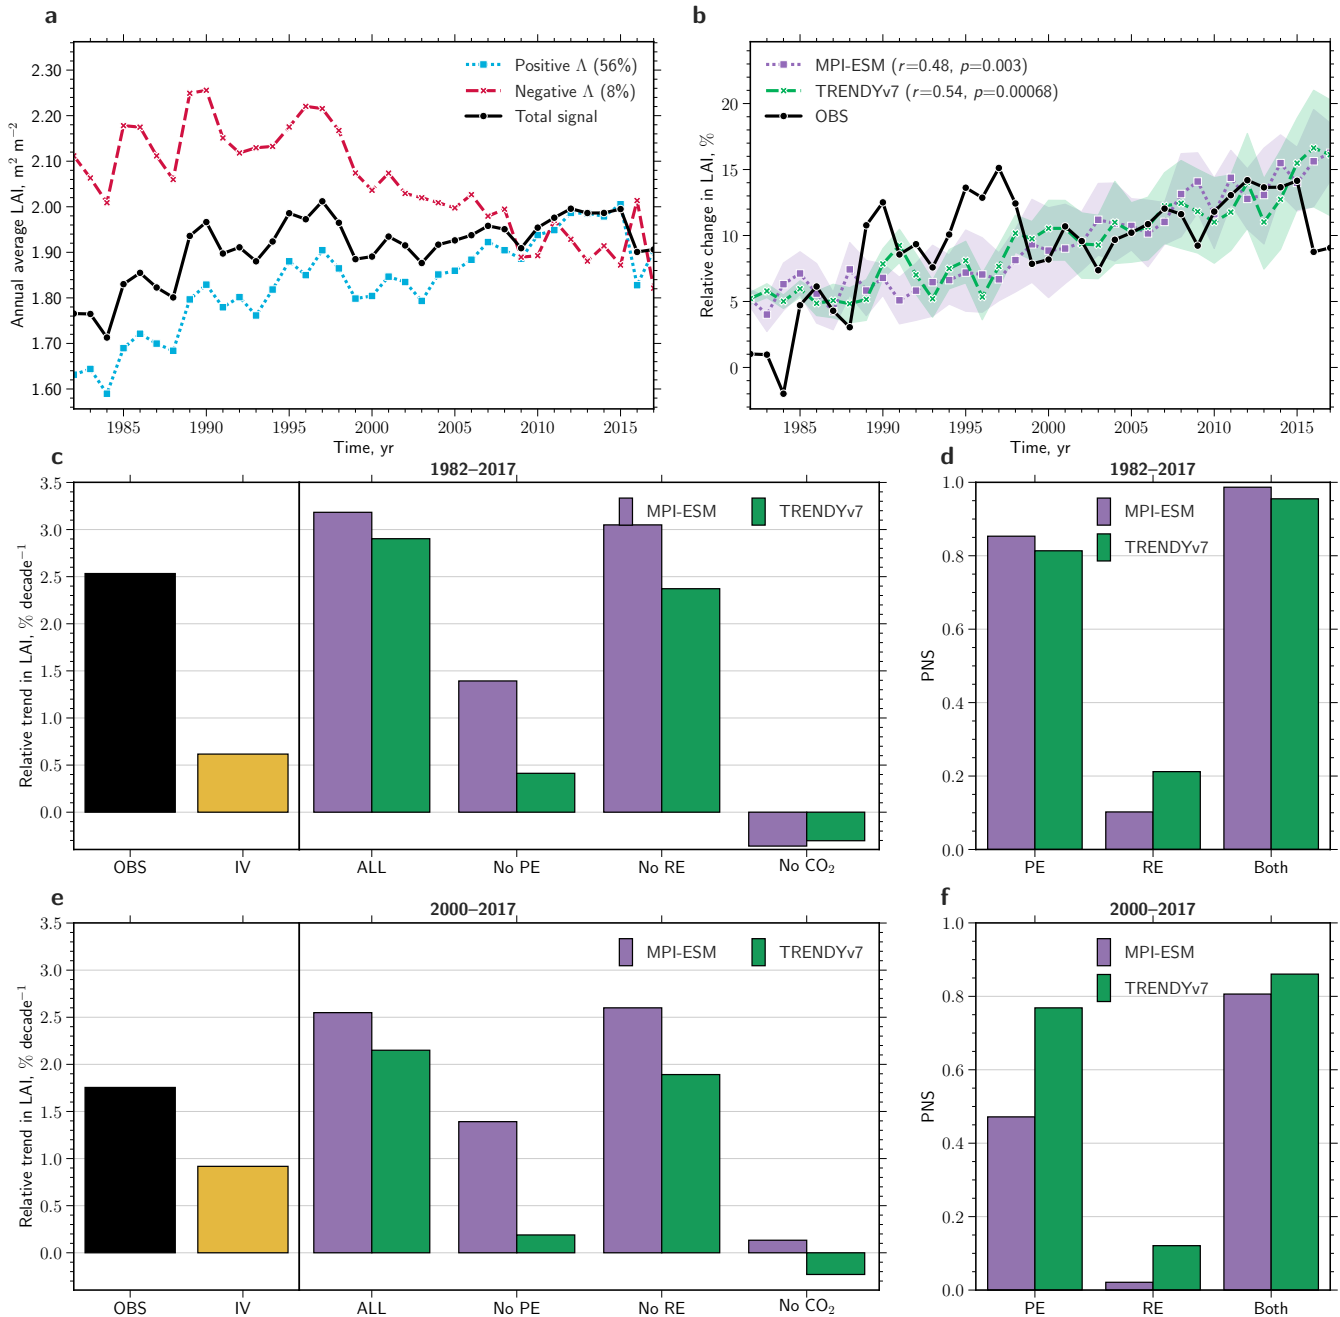 a
2.30
2.20
2.10
2.00
1.90
1.80
1.70
1.60
Annual average LAI, m² m⁻²
Positive Λ (56%)
Negative Λ (8%)
Total signal
1985 1990 1995 2000 2005 2010 2015
Time, yr
b
20
15
10
5
0
Relative change in LAI, %
MPI-ESM (r=0.48, p=0.003)
TRENDYv7 (r=0.54, p=0.00068)
OBS
1985 1990 1995 2000 2005 2010 2015
Time, yr
c
1982–2017
3.5
3.0
2.5
2.0
1.5
1.0
0.5
0.0
Relative trend in LAI, % decade⁻¹
MPI-ESM TRENDYv7
OBS IV ALL No PE No RE No CO₂
d
1982–2017
1.0
0.8
0.6
0.4
0.2
0.0
PNS
MPI-ESM
TRENDYv7
PE RE Both
e
2000–2017
3.5
3.0
2.5
2.0
1.5
1.0
0.5
0.0
Relative trend in LAI, % decade⁻¹
MPI-ESM TRENDYv7
OBS IV ALL No PE No RE No CO₂
f
2000–2017
1.0
0.8
0.6
0.4
0.2
0.0
PNS
MPI-ESM
TRENDYv7
PE RE Both